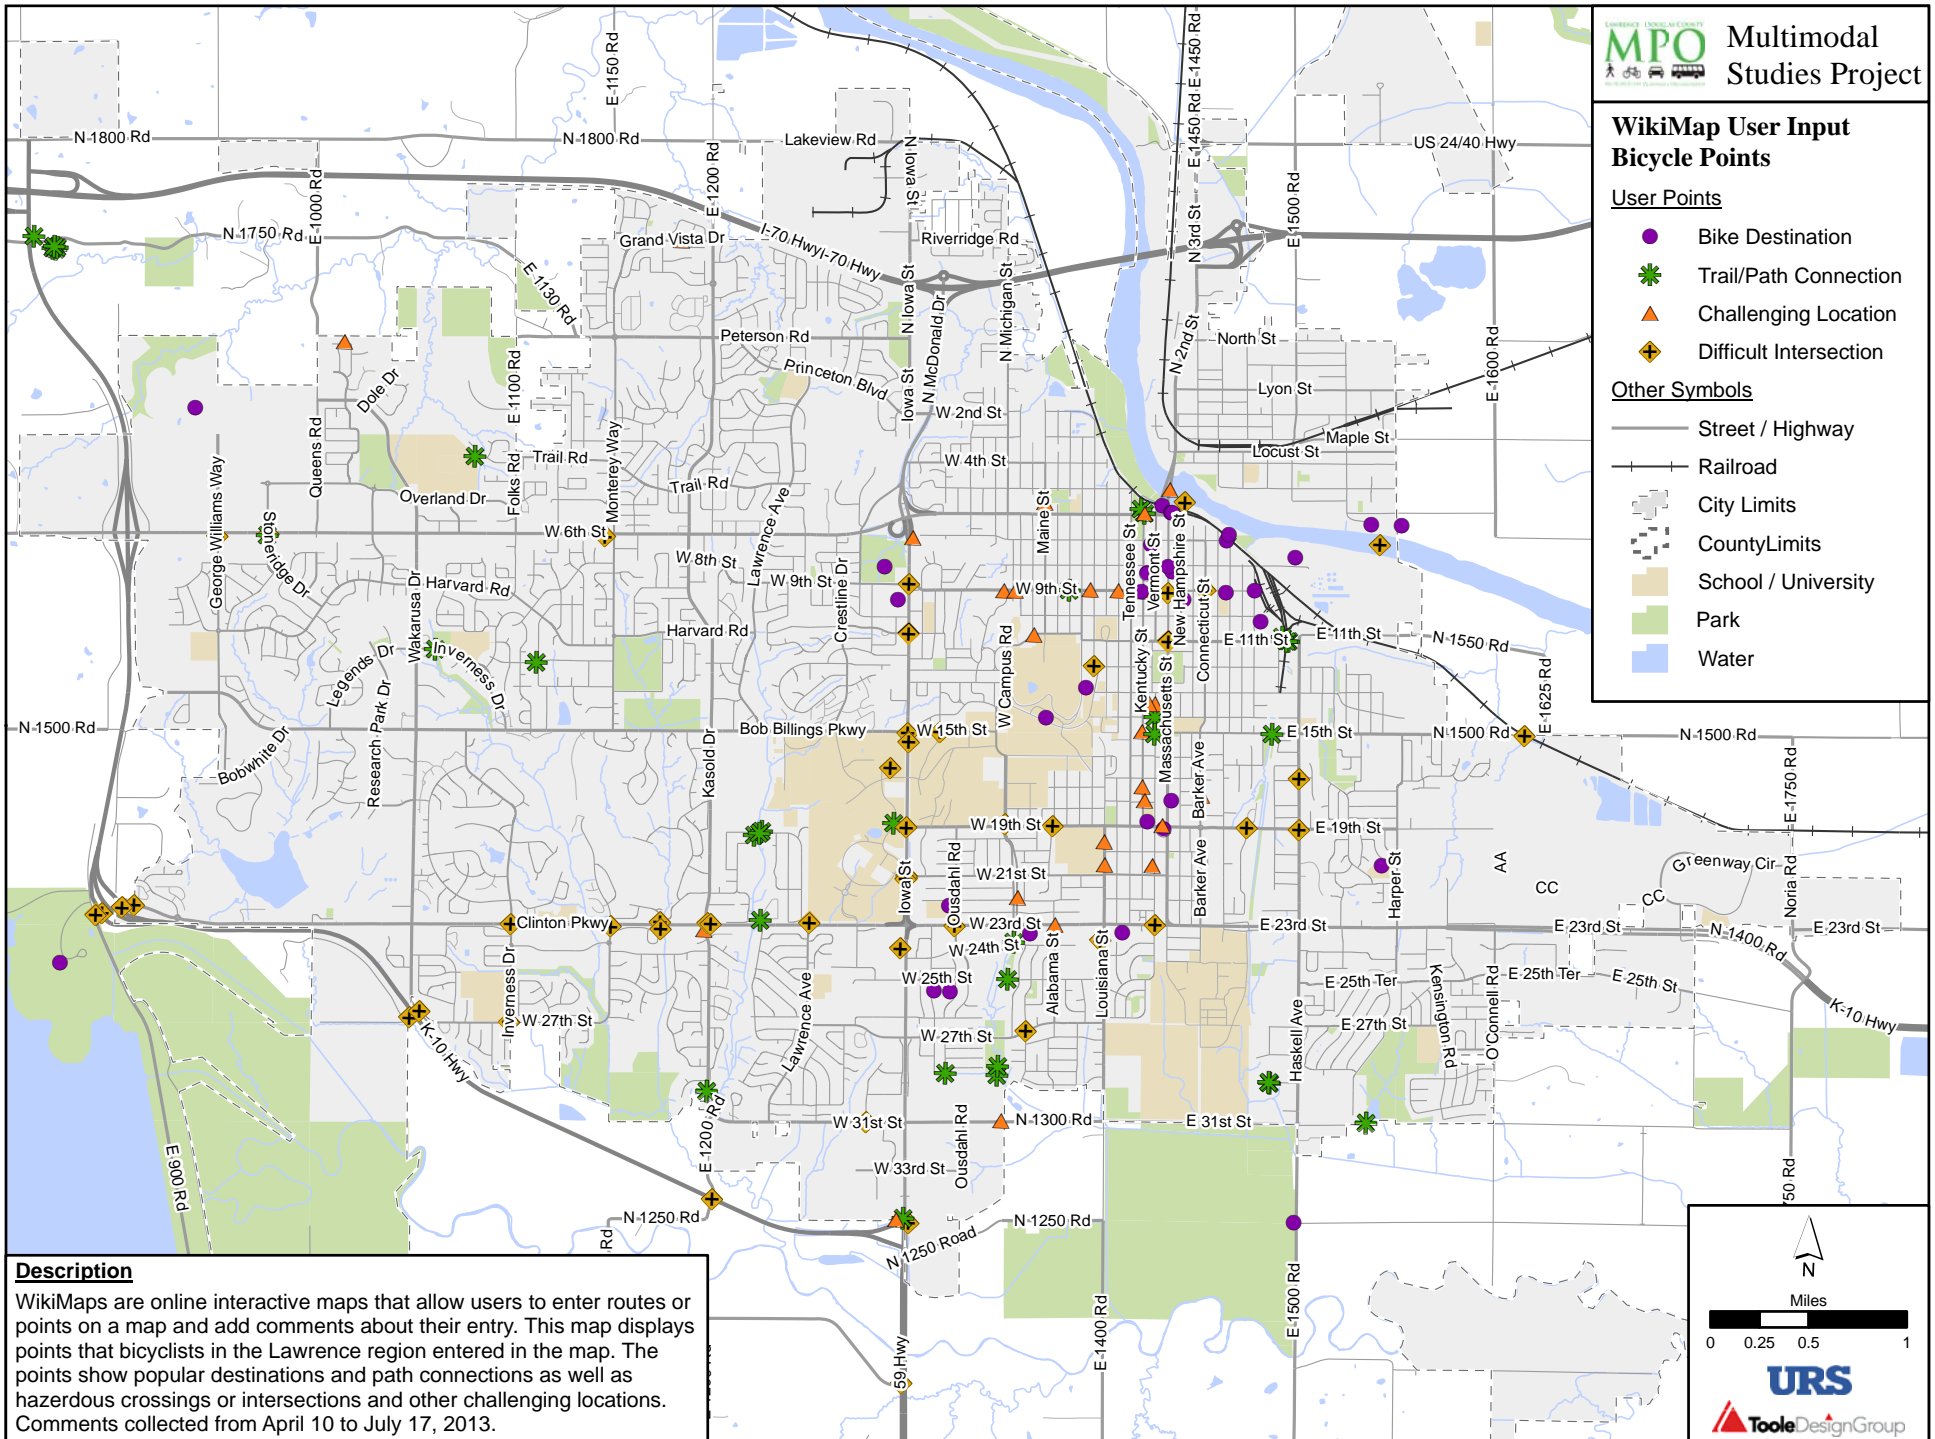 LAWRENCE - DOUGLAS COUNTY
MPO
Multimodal
Studies Project
WikiMap User Input
Bicycle Points
User Points
Bike Destination
Trail/Path Connection
Challenging Location
Difficult Intersection
Other Symbols
Street / Highway
Railroad
City Limits
CountyLimits
School / University
Park
Water
E 1150 Rd
E 1450 Rd
E 1450 Rd
N 1800 Rd
N 1800 Rd
Lakeview Rd
N Iowa St
US 24/40 Hwy
E 1200 Rd
E 1000 Rd
E 1450 Rd
E 1500 Rd
N 1750 Rd
Grand Vista Dr
I-70 Hwy
I-70 Hwy
Riverridge Rd
N 3rd St
E 1130 Rd
N Iowa St
N McDonald Dr
N Michigan St
Peterson Rd
N 2nd St
North St
E 1600 Rd
Princeton Blvd
Dole Dr
E 1100 Rd
Iowa St
W 2nd St
Lyon St
Queens Rd
Monterey Way
Maple St
Locust St
George Williams Way
Folks Rd
Trail Rd
Trail Rd
W 4th St
Overland Dr
Lawrence Ave
Maine St
Stoneridge Dr
W 6th St
W 8th St
Tennessee St
Vermont St
New Hampshire St
Wakarusa Dr
Harvard Rd
W 9th St
Crestline Dr
W 9th St
Connecticut St
Harvard Rd
W Campus Rd
E 11th St
E 11th St
N 1550 Rd
Legends Dr
Inverness Dr
Kentucky St
Massachusetts St
E 1625 Rd
Research Park Dr
N 1500 Rd
Bobwhite Dr
Kasold Dr
Bob Billings Pkwy
W 15th St
Barker Ave
E 15th St
N 1500 Rd
N 1500 Rd
E 1750 Rd
W 19th St
E 19th St
Iowa St
Ousdahl Rd
W 21st St
Barker Ave
Harper St
AA
CC
CC
Greenway Cir
Noria Rd
Clinton Pkwy
W 23rd St
E 23rd St
E 23rd St
E 23rd St
Inverness Dr
W 24th St
Alabama St
Louisiana St
N 1400 Rd
W 25th St
E 25th Ter
Kensington Rd
O'Connell Rd
E 25th Ter
E 25th St
K-10 Hwy
W 27th St
Lawrence Ave
W 27th St
Haskell Ave
E 27th St
K-10 Hwy
E 1200 Rd
W 31st St
Ousdahl Rd
N 1300 Rd
E 31st St
E 900 Rd
W 33rd St
750 Rd
N 1250 Rd
Rd
N 1250 Road
N 1250 Rd
59 Hwy
E 1400 Rd
E 1500 Rd
Description
WikiMaps are online interactive maps that allow users to enter routes or
points on a map and add comments about their entry. This map displays
points that bicyclists in the Lawrence region entered in the map. The
points show popular destinations and path connections as well as
hazerdous crossings or intersections and other challenging locations.
Comments collected from April 10 to July 17, 2013.
N
Miles
0 0.25 0.5 1
URS
TooleDesignGroup